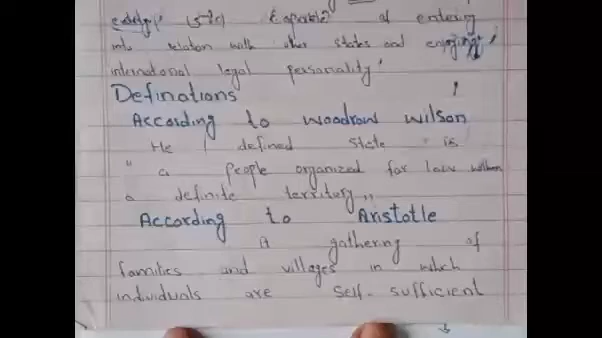 capable of entering
into relation with other states and enjoying
international legal personality'
Definations
According to Woodrow Wilson
He defined state is
" a people organized for law within
a definite territory,,
According to Aristotle
A gathering of
families and villages in which
individuals are self-sufficient